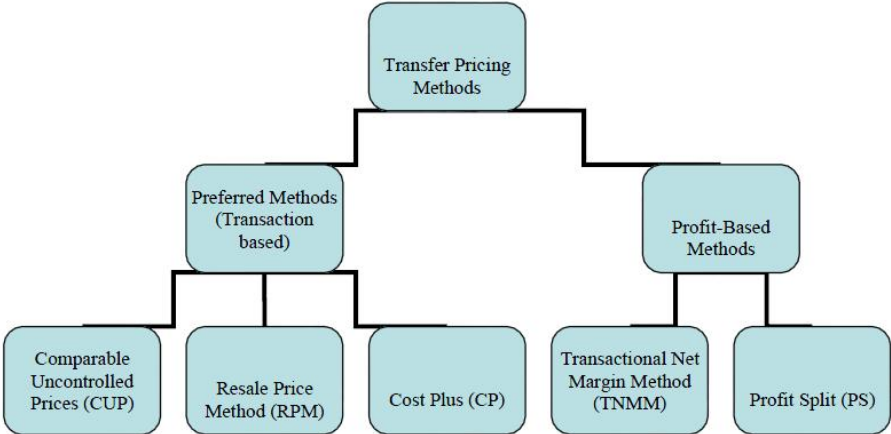 Transfer Pricing
Methods
Preferred Methods
(Transaction
based)
Profit-Based
Methods
Comparable
Uncontrolled
Prices (CUP)
Resale Price
Method (RPM)
Cost Plus (CP)
Transactional Net
Margin Method
(TNMM)
Profit Split (PS)